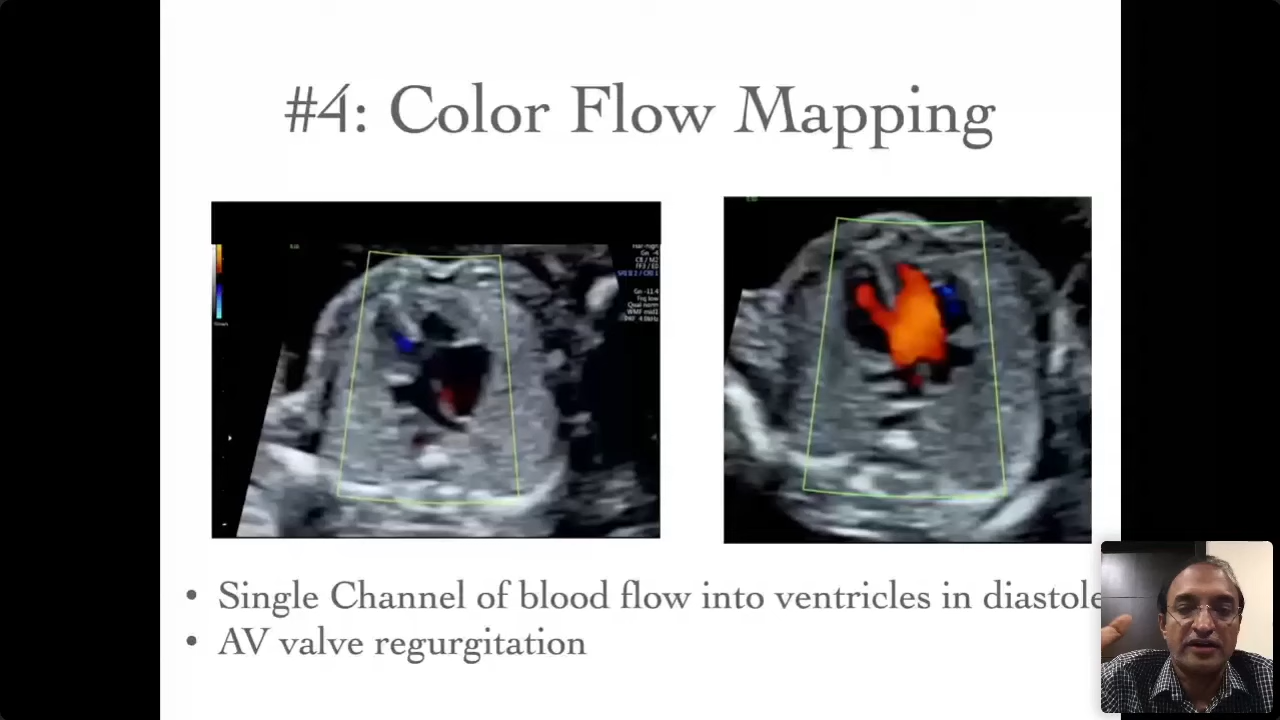 #4: Color Flow Mapping
• Single Channel of blood flow into ventricles in diastole
• AV valve regurgitation